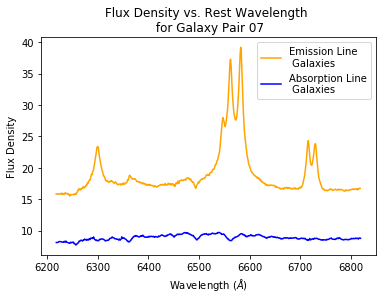 Flux Density vs. Rest Wavelength
for Galaxy Pair 07
Emission Line
Galaxies
Absorption Line
Galaxies
Flux Density
40
35
30
25
20
15
10
6200
6300
6400
6500
6600
6700
6800
Wavelength (Å)